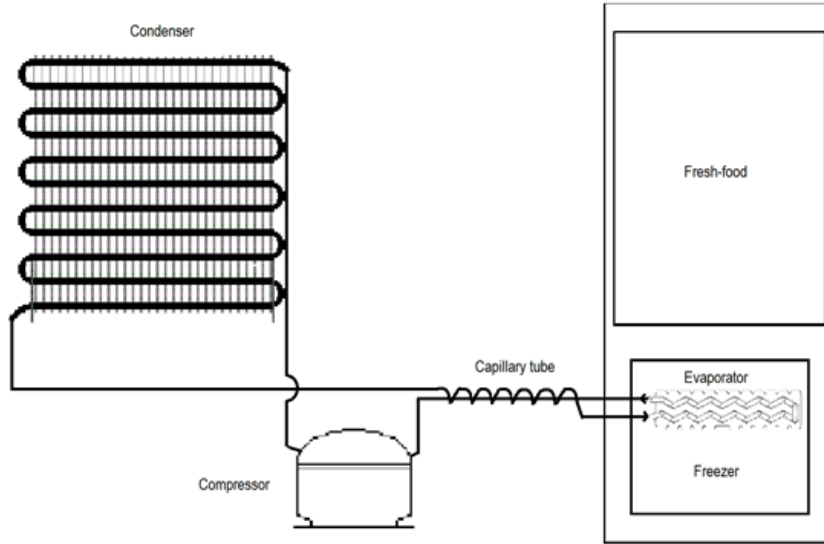 Condenser
Fresh-food
Capillary tube
Evaporator
Compressor
Freezer